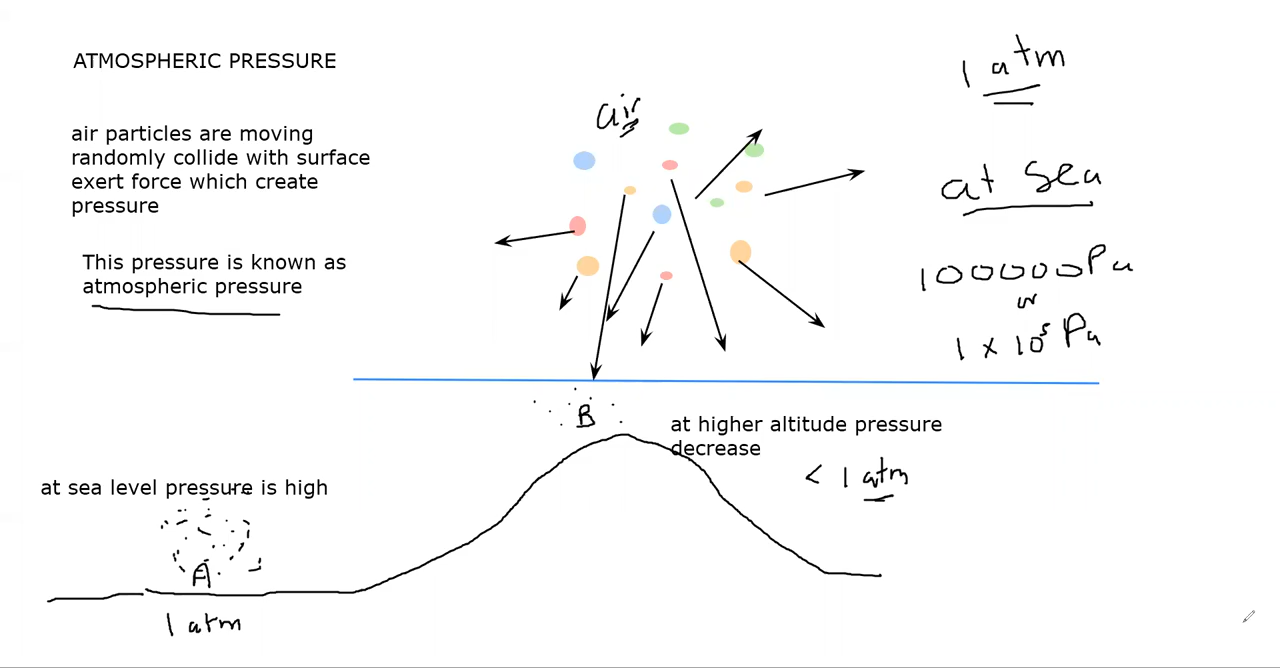 ATMOSPHERIC PRESSURE
air particles are moving
randomly collide with surface
exert force which create
pressure
This pressure is known as
atmospheric pressure
air
1 atm
at sea
100000Pa
or
1 x 10⁵ Pa
B
at higher altitude pressure
decrease
< 1 atm
at sea level pressure is high
A
1 atm